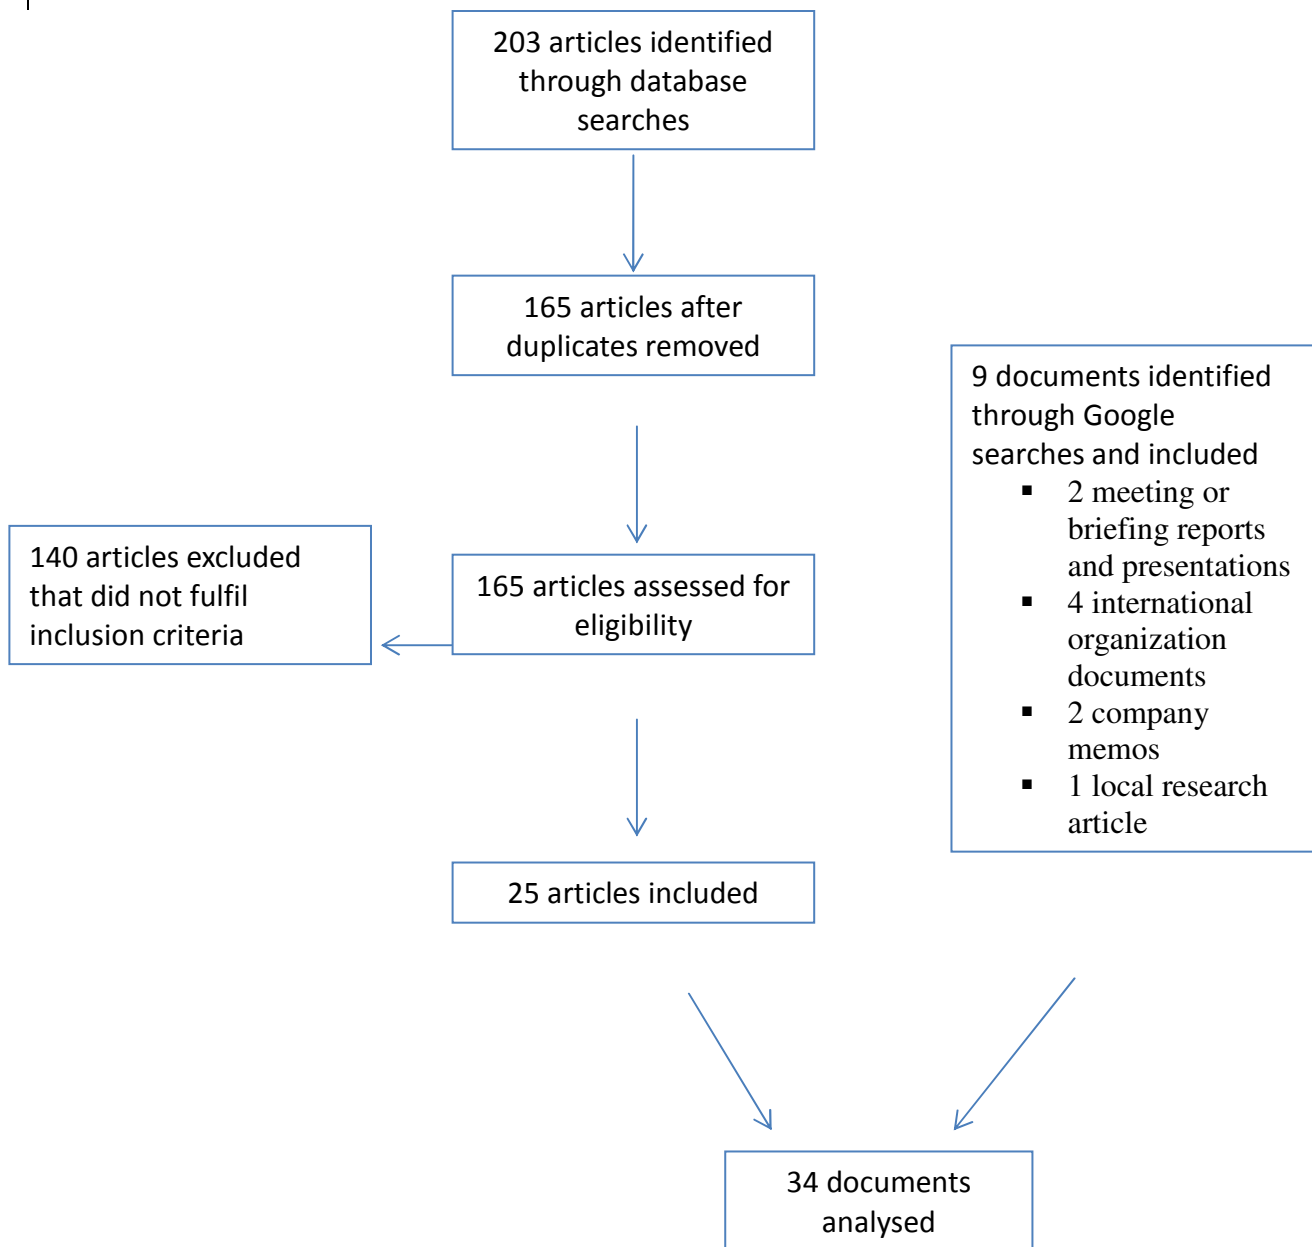 203 articles identified
through database
searches
165 articles after
duplicates removed
9 documents identified
through Google
searches and included
▪ 2 meeting or
briefing reports
and presentations
▪ 4 international
organization
documents
▪ 2 company
memos
▪ 1 local research
article
140 articles excluded
that did not fulfil
inclusion criteria
165 articles assessed for
eligibility
25 articles included
34 documents
analysed